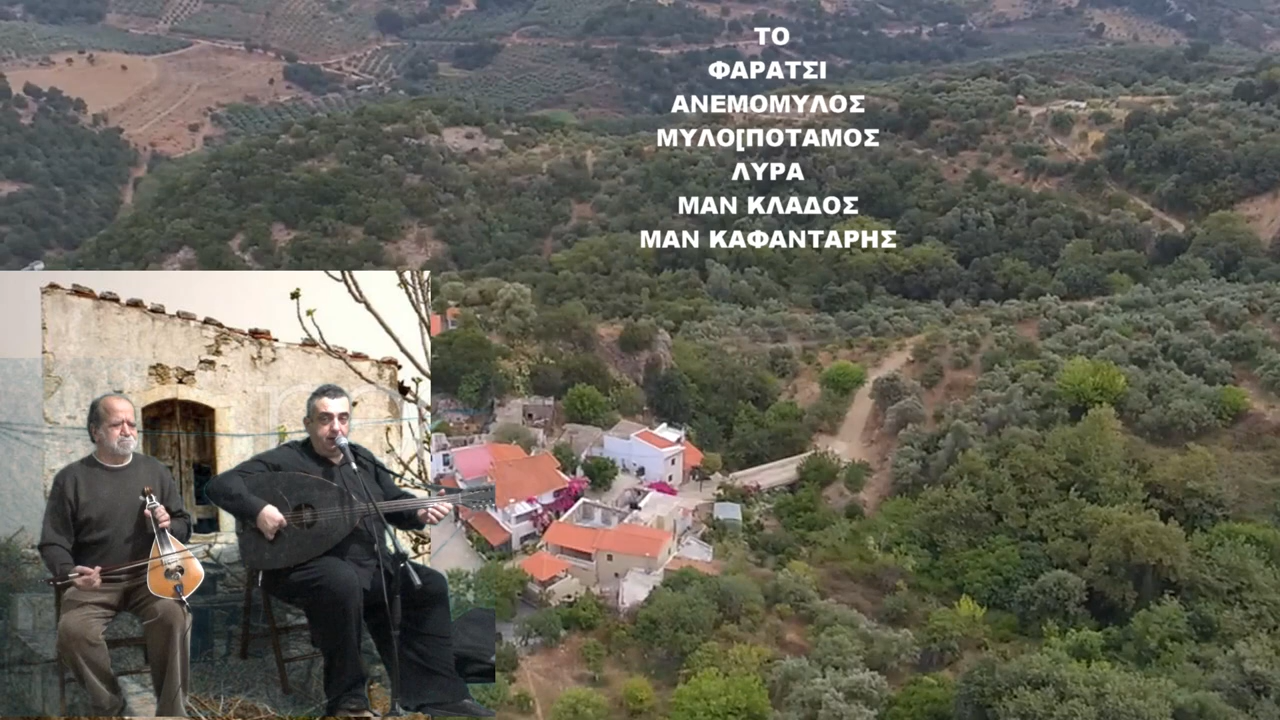 ΤΟ
ΦΑΡΑΤΣΙ
ΑΝΕΜΟΜΥΛΟΣ
ΜΥΛΟ[ΠΟΤΑΜΟΣ
ΛΥΡΑ
ΜΑΝ ΚΛΑΔΟΣ
ΜΑΝ ΚΑΦΑΝΤΑΡΗΣ